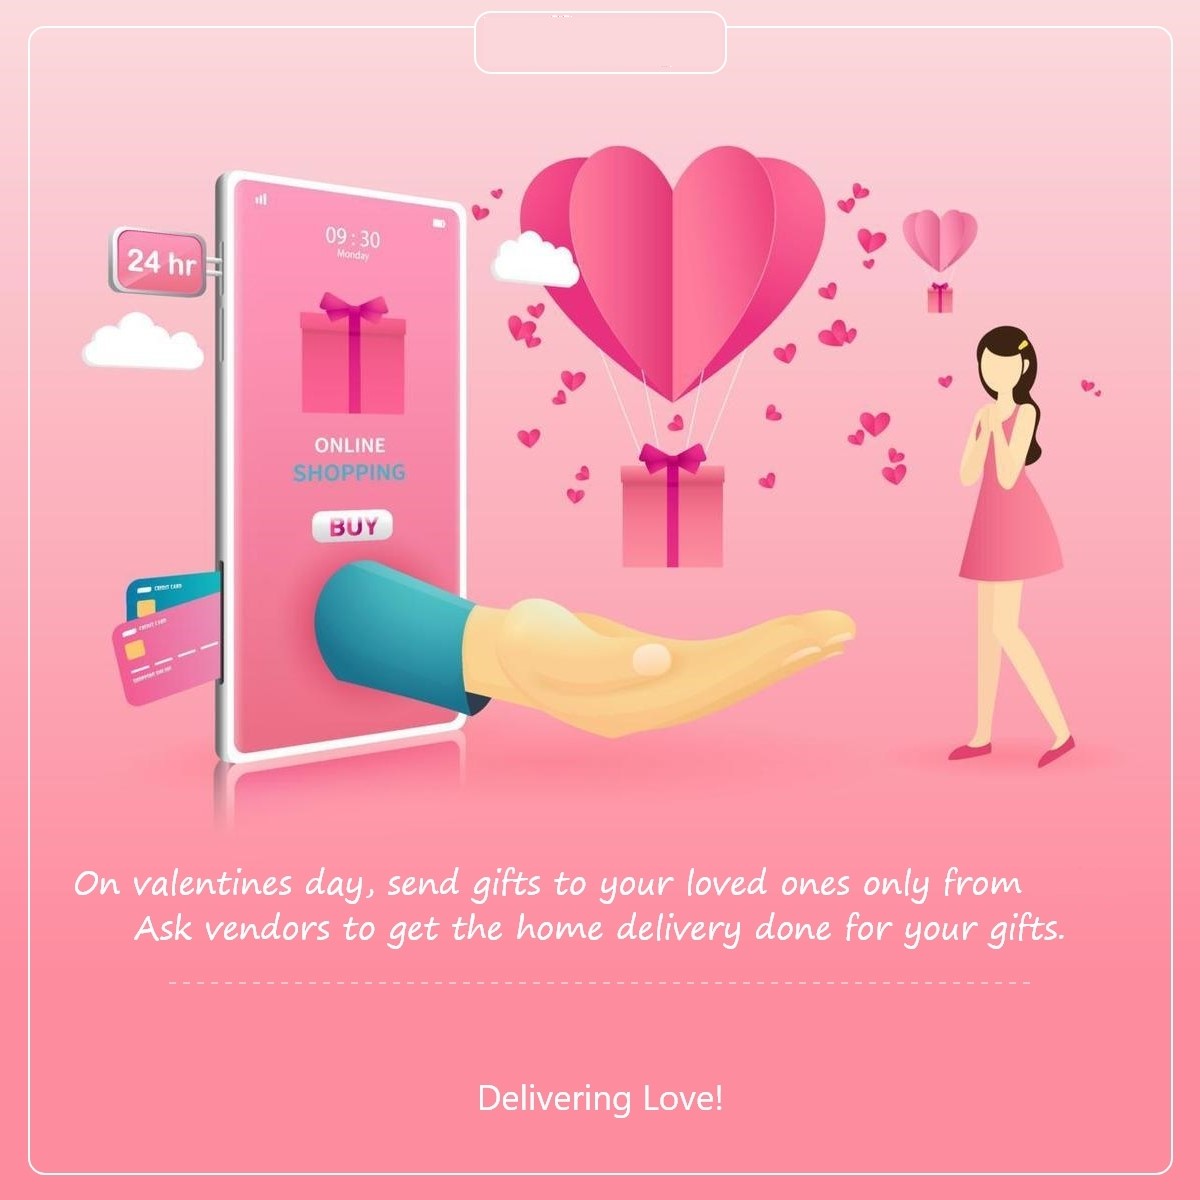 24 hr
09 : 30
Monday
ONLINE
SHOPPING
BUY
CREDIT CARD
CREDIT CARD
On valentines day, send gifts to your loved ones only from
Ask vendors to get the home delivery done for your gifts.
Delivering Love!